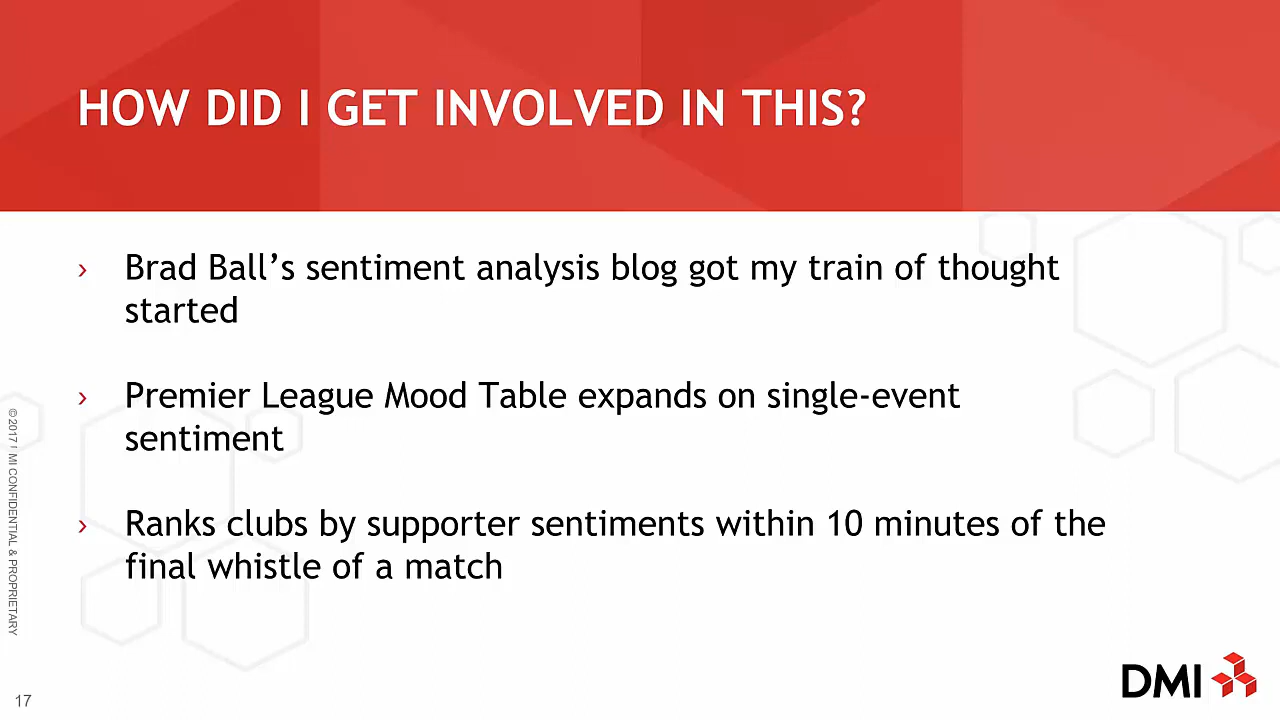 HOW DID I GET INVOLVED IN THIS?
› Brad Ball’s sentiment analysis blog got my train of thought
started
› Premier League Mood Table expands on single-event
sentiment
› Ranks clubs by supporter sentiments within 10 minutes of the
final whistle of a match
© 2017 MI CONFIDENTIAL & PROPRIETARY
17
DMI